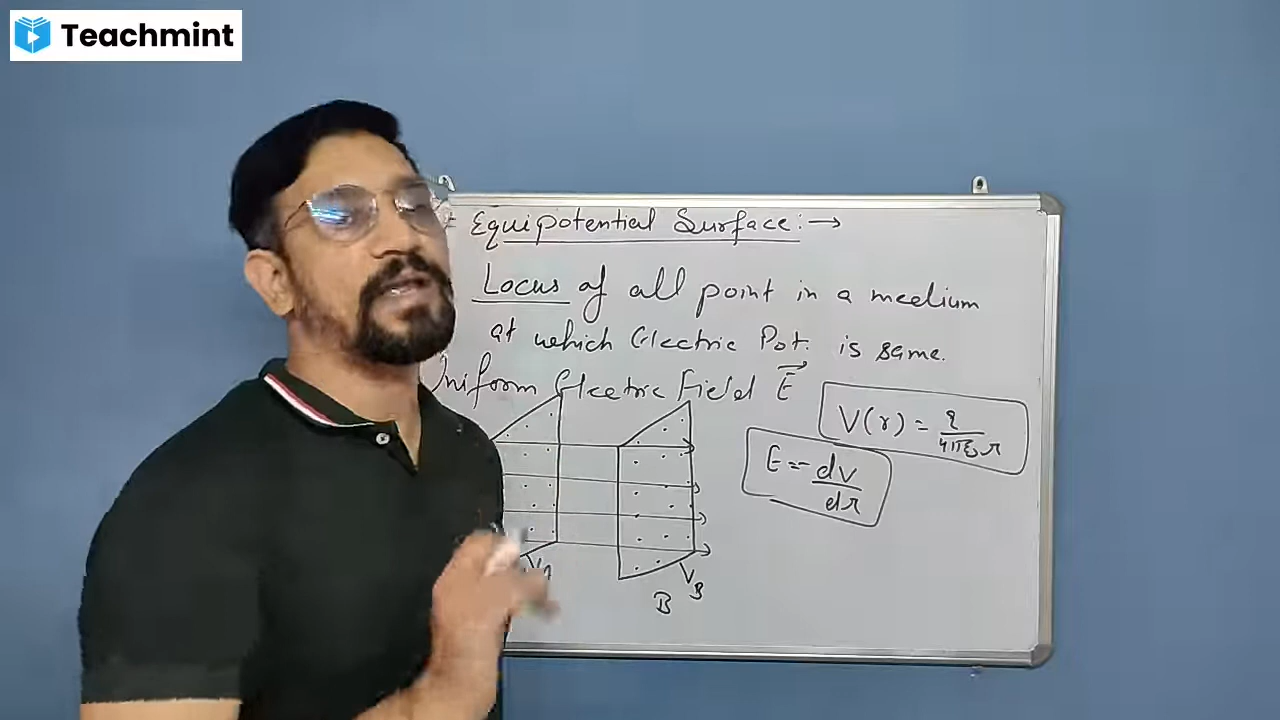 Teachmint
Equipotential Surface:→
Locus of all point in a medium
at which Electric Pot. is same.
Uniform Electric Field E⃗
V(r) = q/4πε₀r
E = -dv/dr
V_B
B